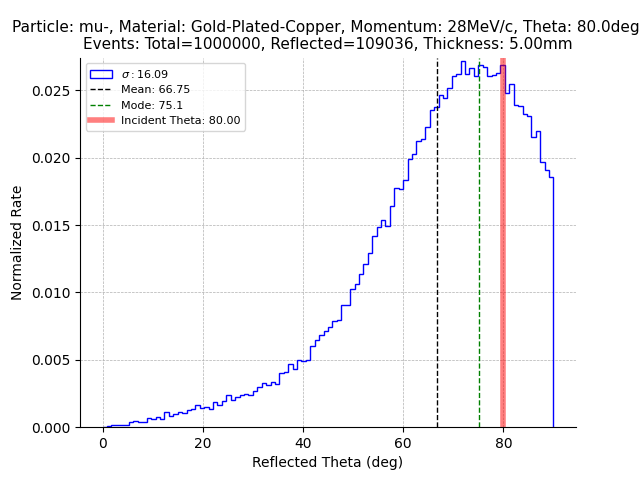 Particle: mu-, Material: Gold-Plated-Copper, Momentum: 28MeV/c, Theta: 80.0deg
Events: Total=1000000, Reflected=109036, Thickness: 5.00mm
σ: 16.09
Mean: 66.75
Mode: 75.1
Incident Theta: 80.00
Normalized Rate
0.025
0.020
0.015
0.010
0.005
0.000
0 20 40 60 80
Reflected Theta (deg)